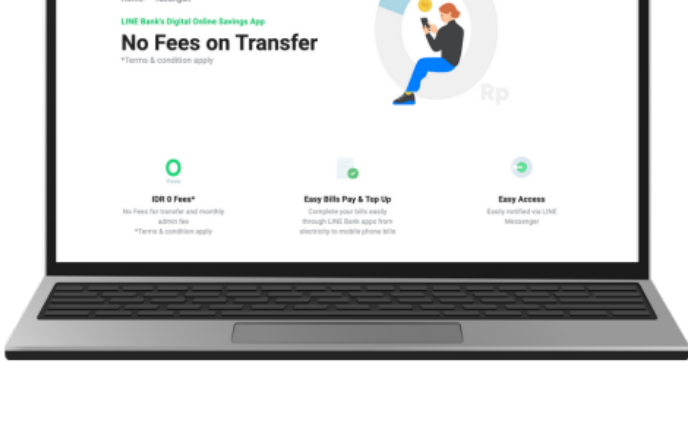 LINE Bank's Digital Online Savings App
No Fees on Transfer
*Terms & condition apply
Rp
0
Fees
IDR 0 Fees*
No Fees for transfer and monthly
admin fee
*Terms & condition apply
Easy Bills Pay & Top Up
Complete your bills easily
through LINE Bank apps from
electricity to mobile phone bills
Easy Access
Easily notified via LINE
Messenger